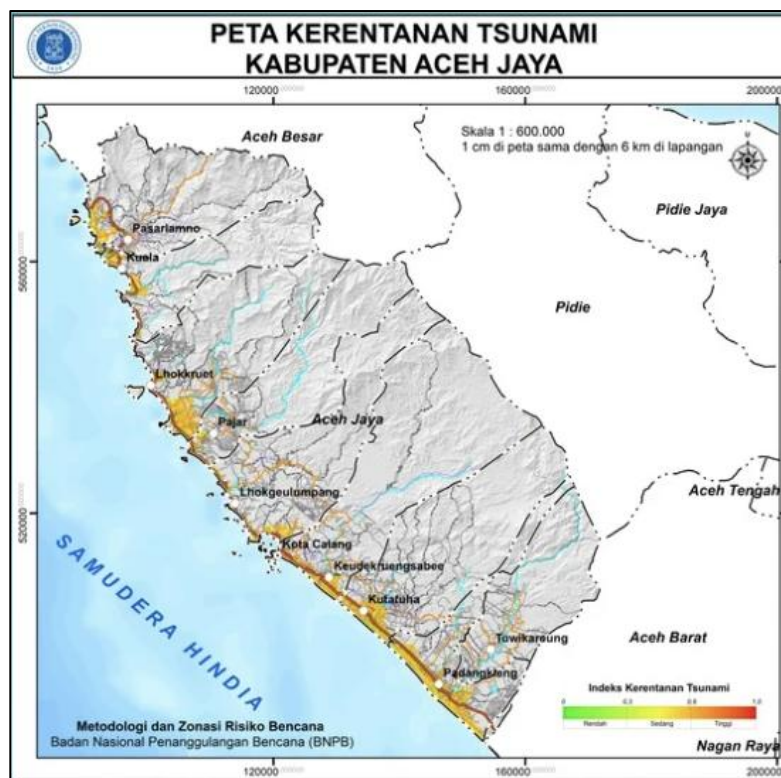 PETA KERENTANAN TSUNAMI
KABUPATEN ACEH JAYA
120000
160000
200000
Aceh Besar
Skala 1 : 600.000
1 cm di peta sama dengan 6 km di lapangan
Pidie Jaya
Pasarlamno
Kuala
560000
Pidie
Lhokkruet
Pajar
Aceh Jaya
Lhokgeulumpang
Aceh Tengah
520000
Kota Calang
Keudekruengsabee
Kutatuha
SAMUDERA HINDIA
Tuwikareung
Aceh Barat
Padangkleng
Indeks Kerentanan Tsunami
0
1.0
Rendah
Sedang
Tinggi
Metodologi dan Zonasi Risiko Bencana
Badan Nasional Penanggulangan Bencana (BNPB)
Nagan Raya
120000
160000
200000